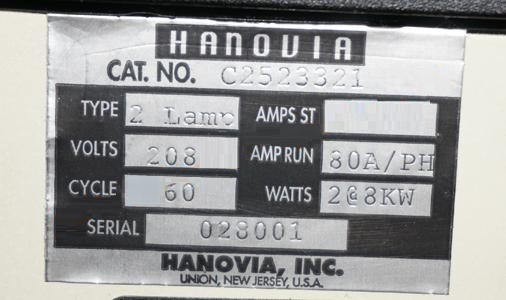 HANOVIA
CAT. NO. C2523321
TYPE 2 Lamp AMPS ST
VOLTS 208 AMP RUN 80A/PH
CYCLE 60 WATTS 2@8KW
SERIAL 028001
HANOVIA, INC.
UNION, NEW JERSEY, U.S.A.